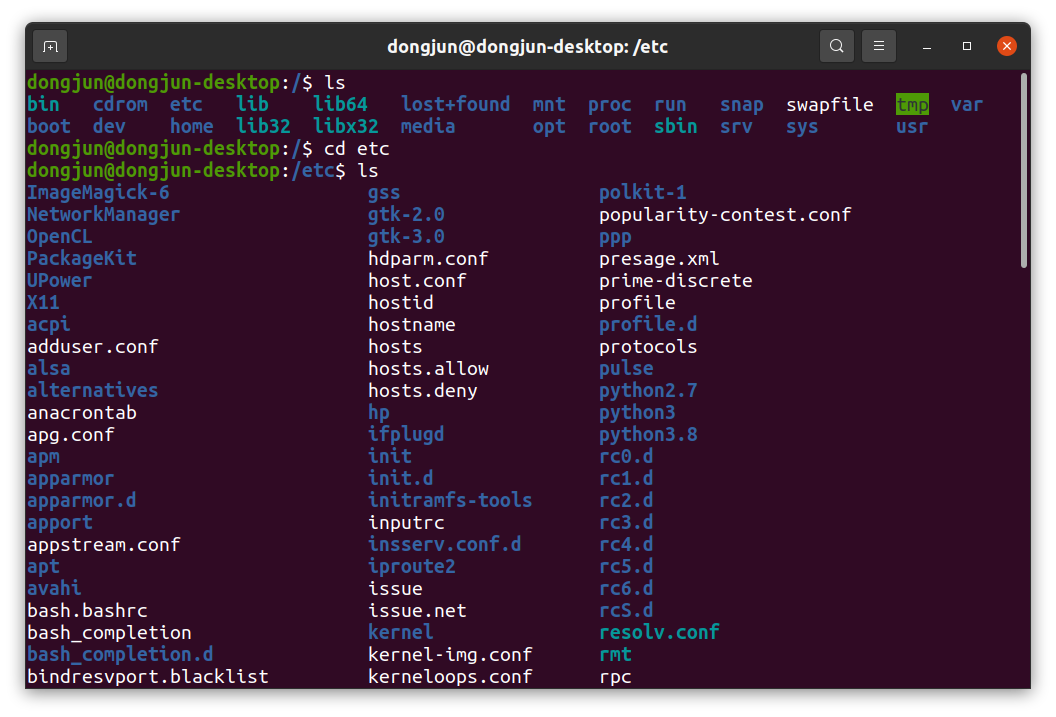 dongjun@dongjun-desktop: /etc
dongjun@dongjun-desktop:/$ ls
bin   cdrom  etc   lib    lib64   lost+found  mnt  proc  run   snap  swapfile  tmp  var
boot  dev    home  lib32  libx32  media       opt  root  sbin  srv   sys       usr
dongjun@dongjun-desktop:/$ cd etc
dongjun@dongjun-desktop:/etc$ ls
ImageMagick-6                  gss                  polkit-1
NetworkManager                 gtk-2.0              popularity-contest.conf
OpenCL                         gtk-3.0              ppp
PackageKit                     hdparm.conf          presage.xml
UPower                         host.conf            prime-discrete
X11                            hostid               profile
acpi                           hostname             profile.d
adduser.conf                   hosts                protocols
alsa                           hosts.allow          pulse
alternatives                   hosts.deny           python2.7
anacrontab                     hp                   python3
apg.conf                       ifplugd              python3.8
apm                            init                 rc0.d
apparmor                       init.d               rc1.d
apparmor.d                     initramfs-tools      rc2.d
apport                         inputrc              rc3.d
appstream.conf                 insserv.conf.d       rc4.d
apt                            iproute2             rc5.d
avahi                          issue                rc6.d
bash.bashrc                    issue.net            rcS.d
bash_completion                kernel               resolv.conf
bash_completion.d              kernel-img.conf      rmt
bindresvport.blacklist         kerneloops.conf      rpc